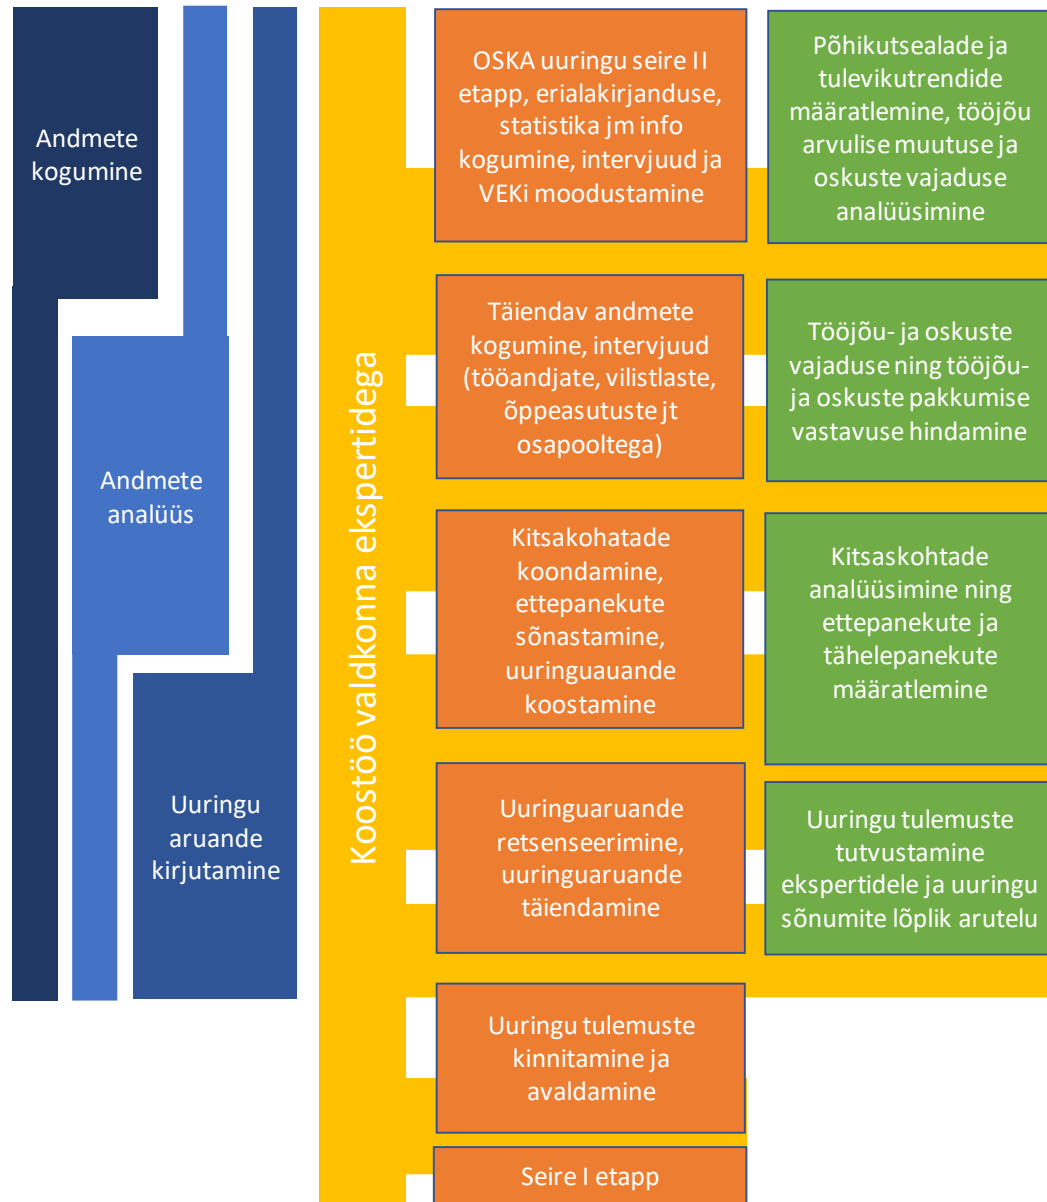 Andmete
kogumine
Andmete
analüüs
Uuringu
aruande
kirjutamine
Koostöö valdkonna ekspertidega
OSKA uuringu seire II
etapp, erialakirjanduse,
statistika jm info
kogumine, intervjuud ja
VEKi moodustamine
Põhikutsealade ja
tulevikutrendide
määratlemine, tööjõu
arvulise muutuse ja
oskuste vajaduse
analüüsimine
Täiendav andmete
kogumine, intervjuud
(tööandjate, vilistlaste,
õppeasutuste jt
osapooltega)
Tööjõu- ja oskuste
vajaduse ning tööjõu-
ja oskuste pakkumise
vastavuse hindamine
Kitsakohatade
koondamine,
ettepanekute
sõnastamine,
uuringuauande
koostamine
Kitsaskohtade
analüüsimine ning
ettepanekute ja
tähelepanekute
määratlemine
Uuringuaruande
retsenseerimine,
uuringuaruande
täiendamine
Uuringu tulemuste
tutvustamine
ekspertidele ja uuringu
sõnumite lõplik arutelu
Uuringu tulemuste
kinnitamine ja
avaldamine
Seire I etapp